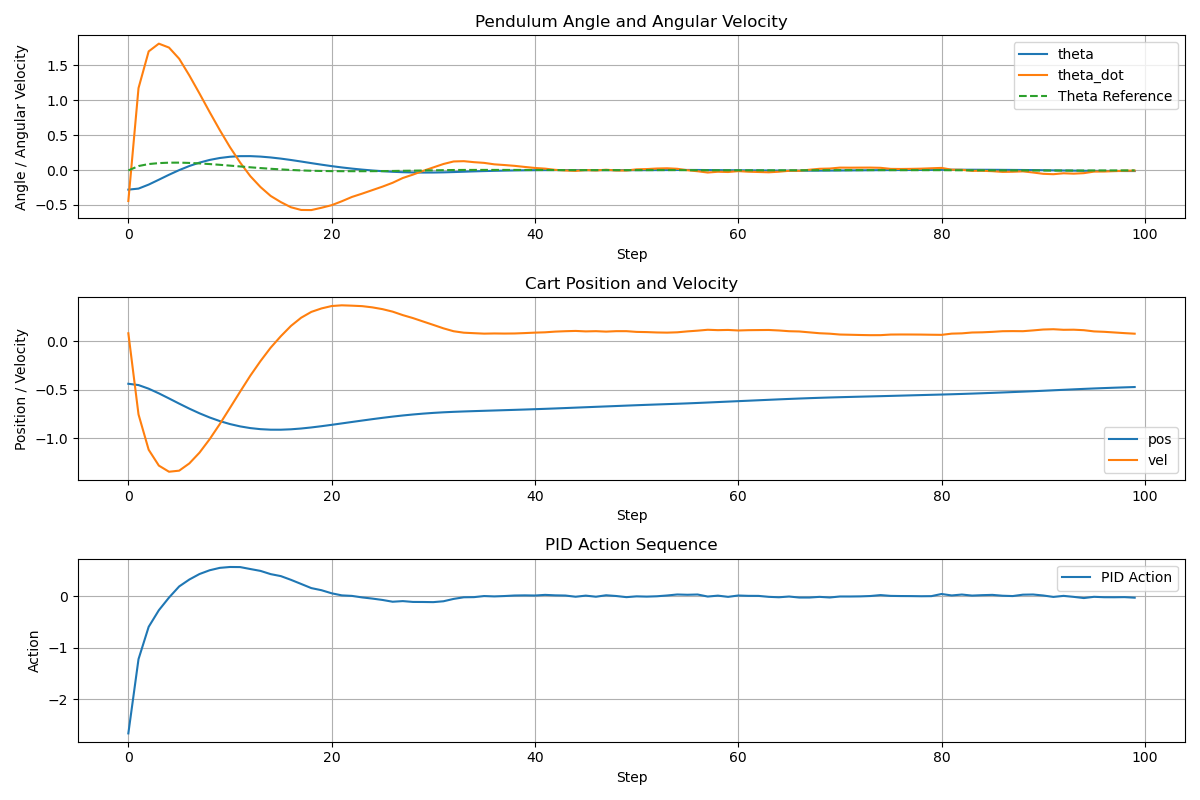 Pendulum Angle and Angular Velocity
Angle / Angular Velocity
1.5
1.0
0.5
0.0
−0.5
theta
theta_dot
Theta Reference
0 20 40 60 80 100
Step
Cart Position and Velocity
Position / Velocity
0.0
−0.5
−1.0
pos
vel
0 20 40 60 80 100
Step
PID Action Sequence
Action
0
−1
−2
PID Action
0 20 40 60 80 100
Step